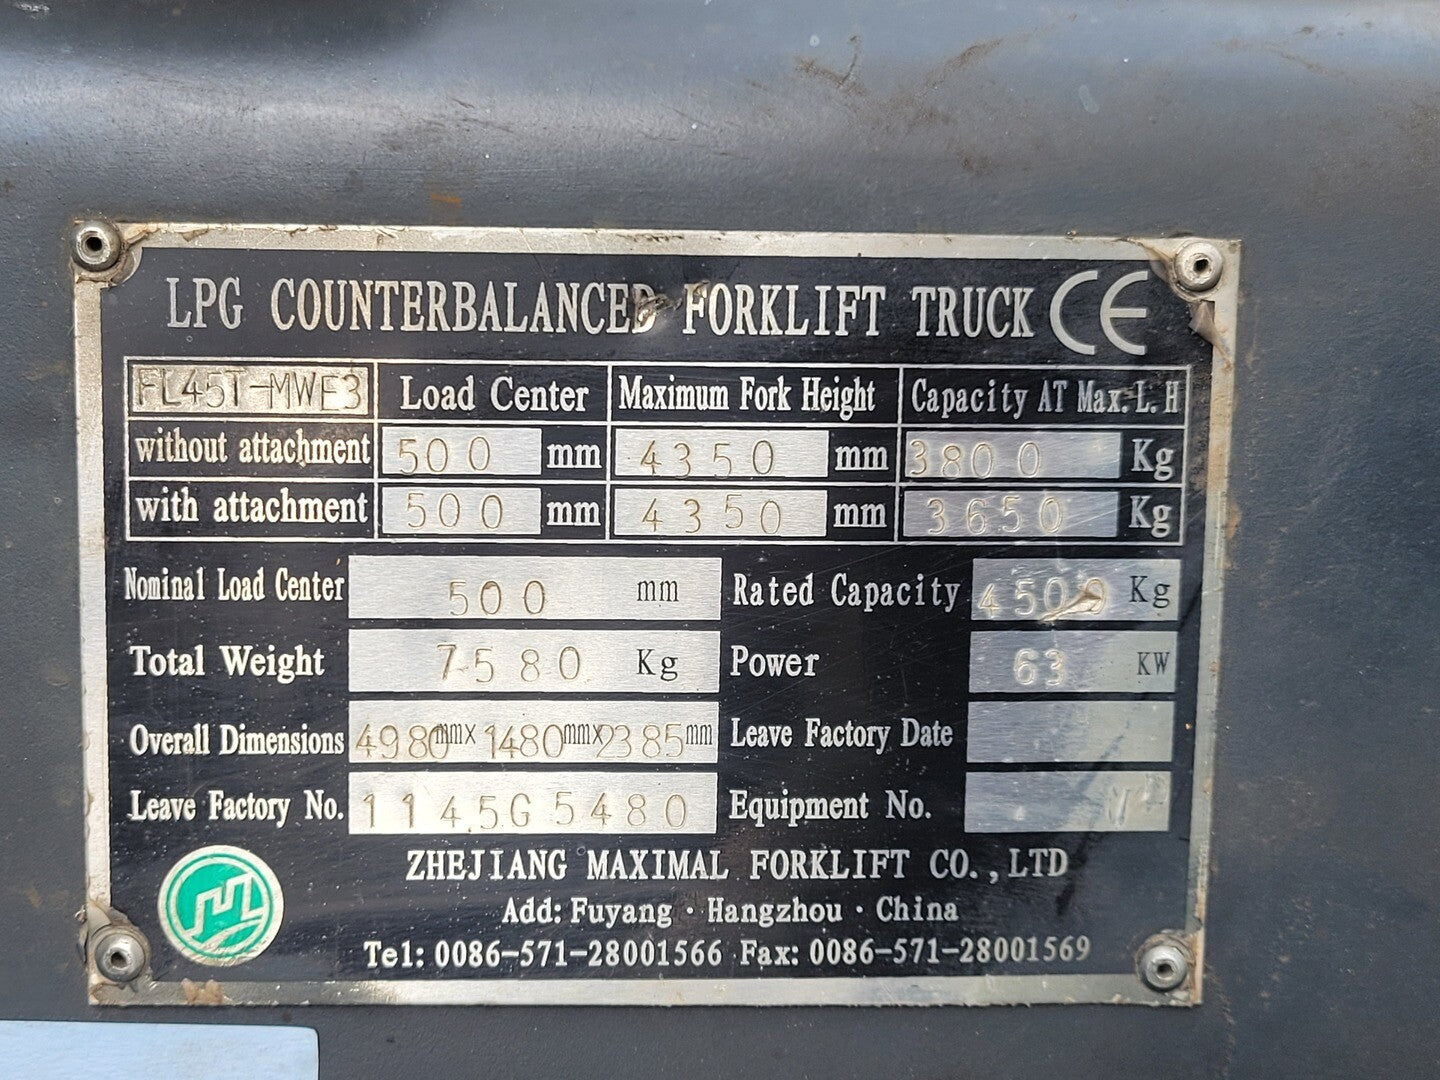 LPG COUNTERBALANCED FORKLIFT TRUCK CE
FL45T-MWE3 Load Center Maximum Fork Height Capacity AT Max. L. H
without attachment 500 mm 4350 mm 3800 Kg
with attachment 500 mm 4350 mm 3650 Kg
Nominal Load Center 500 mm Rated Capacity 4500 Kg
Total Weight 7580 Kg Power 63 KW
Overall Dimensions 4980mm× 1480mm×2385mm Leave Factory Date
Leave Factory No. 1145G5480 Equipment No.
ZHEJIANG MAXIMAL FORKLIFT CO.,LTD
Add: Fuyang · Hangzhou · China
Tel: 0086-571-28001566 Fax: 0086-571-28001569